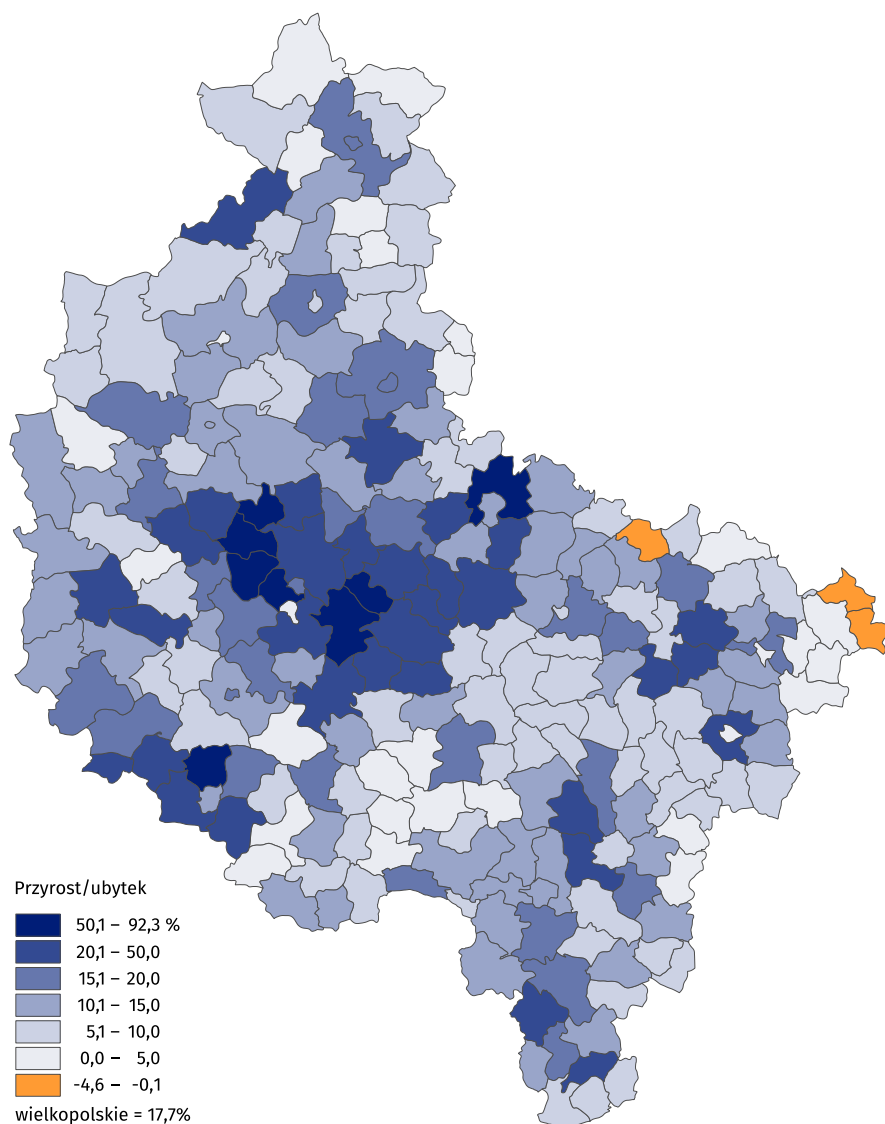 Przyrost/ubytek
50,1 – 92,3 %
20,1 – 50,0
15,1 – 20,0
10,1 – 15,0
5,1 – 10,0
0,0 – 5,0
-4,6 – -0,1
wielkopolskie = 17,7%